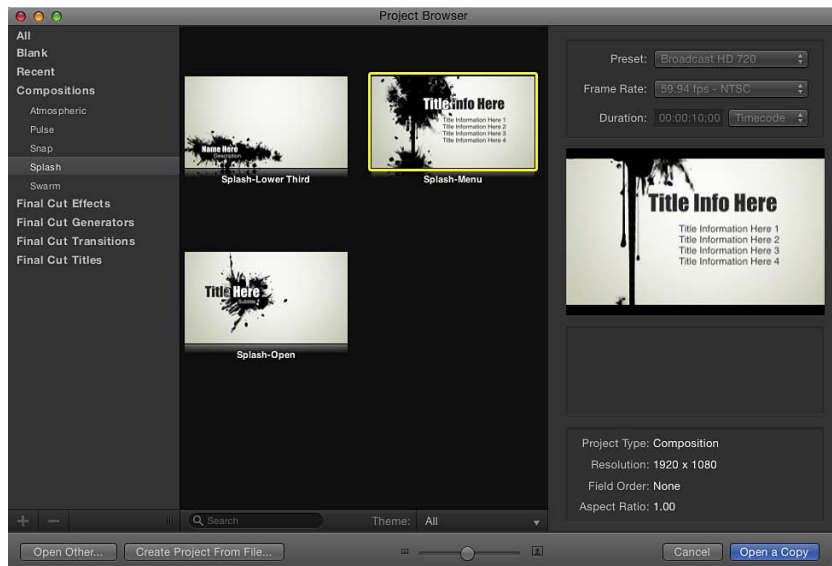 Project Browser
All
Blank
Recent
Compositions
Atmospheric
Pulse
Snap
Splash
Swarm
Final Cut Effects
Final Cut Generators
Final Cut Transitions
Final Cut Titles
Name Here
Description
Splash-Lower Third
Title Info Here
Title Information Here 1
Title Information Here 2
Title Information Here 3
Title Information Here 4
Splash-Menu
Title Here
Subtitle
Splash-Open
Preset: Broadcast HD 720
Frame Rate: 59.94 fps - NTSC
Duration: 00:00:10;00 Timecode
Title Info Here
Title Information Here 1
Title Information Here 2
Title Information Here 3
Title Information Here 4
Project Type: Composition
Resolution: 1920 x 1080
Field Order: None
Aspect Ratio: 1.00
Search
Theme: All
Open Other...
Create Project From File...
Cancel
Open a Copy